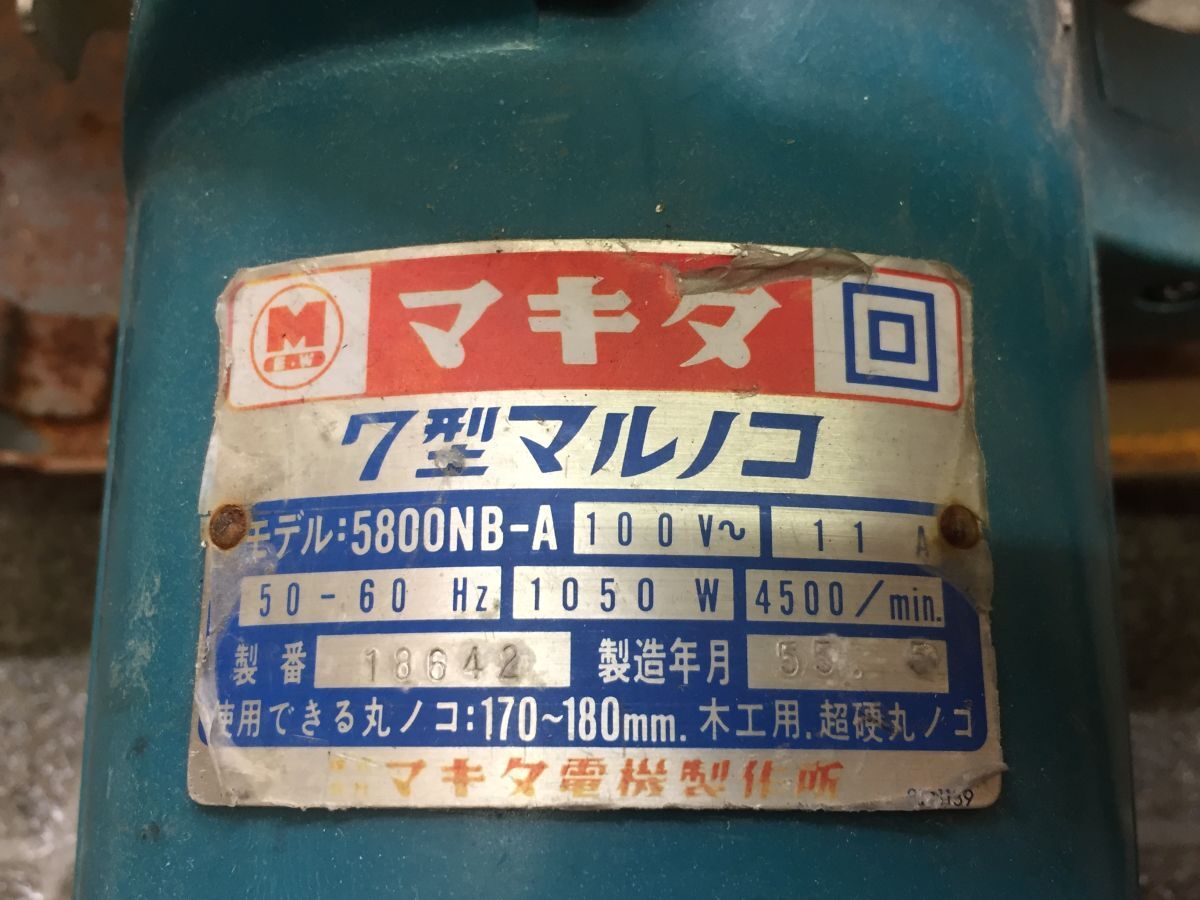 M
E・W
マキタ
7型マルノコ
モデル:5800NB-A 100V~ 11 A
50-60 Hz 1050 W 4500/min.
製番 18642 製造年月 55. 5
使用できる丸ノコ:170~180mm. 木工用.超硬丸ノコ
マキタ電機製作所